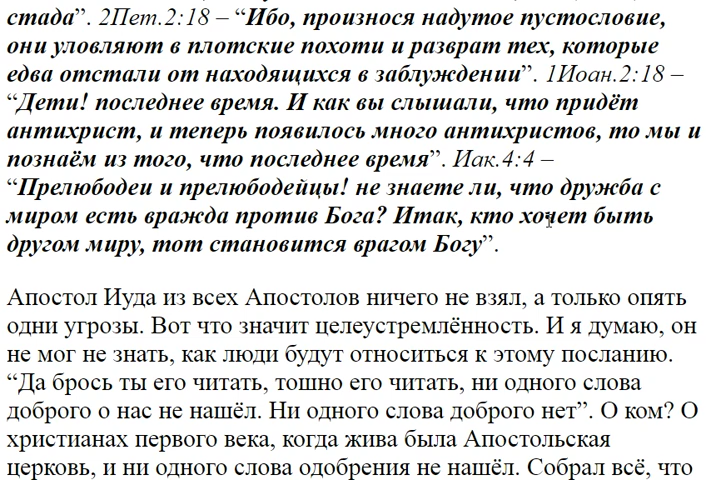 стада”. 2Пет.2:18 – “Ибо, произнося надутое пустословие,
они уловляют в плотские похоти и разврат тех, которые
едва отстали от находящихся в заблуждении”. 1Иоан.2:18 –
“Дети! последнее время. И как вы слышали, что придёт
антихрист, и теперь появилось много антихристов, то мы и
познаём из того, что последнее время”. Иак.4:4 –
“Прелюбодеи и прелюбодейцы! не знаете ли, что дружба с
миром есть вражда против Бога? Итак, кто хочет быть
другом миру, тот становится врагом Богу”.
Апостол Иуда из всех Апостолов ничего не взял, а только опять
одни угрозы. Вот что значит целеустремлённость. И я думаю, он
не мог не знать, как люди будут относиться к этому посланию.
“Да брось ты его читать, тошно его читать, ни одного слова
доброго о нас не нашёл. Ни одного слова доброго нет”. О ком? О
христианах первого века, когда жива была Апостольская
церковь, и ни одного слова одобрения не нашёл. Собрал всё, что